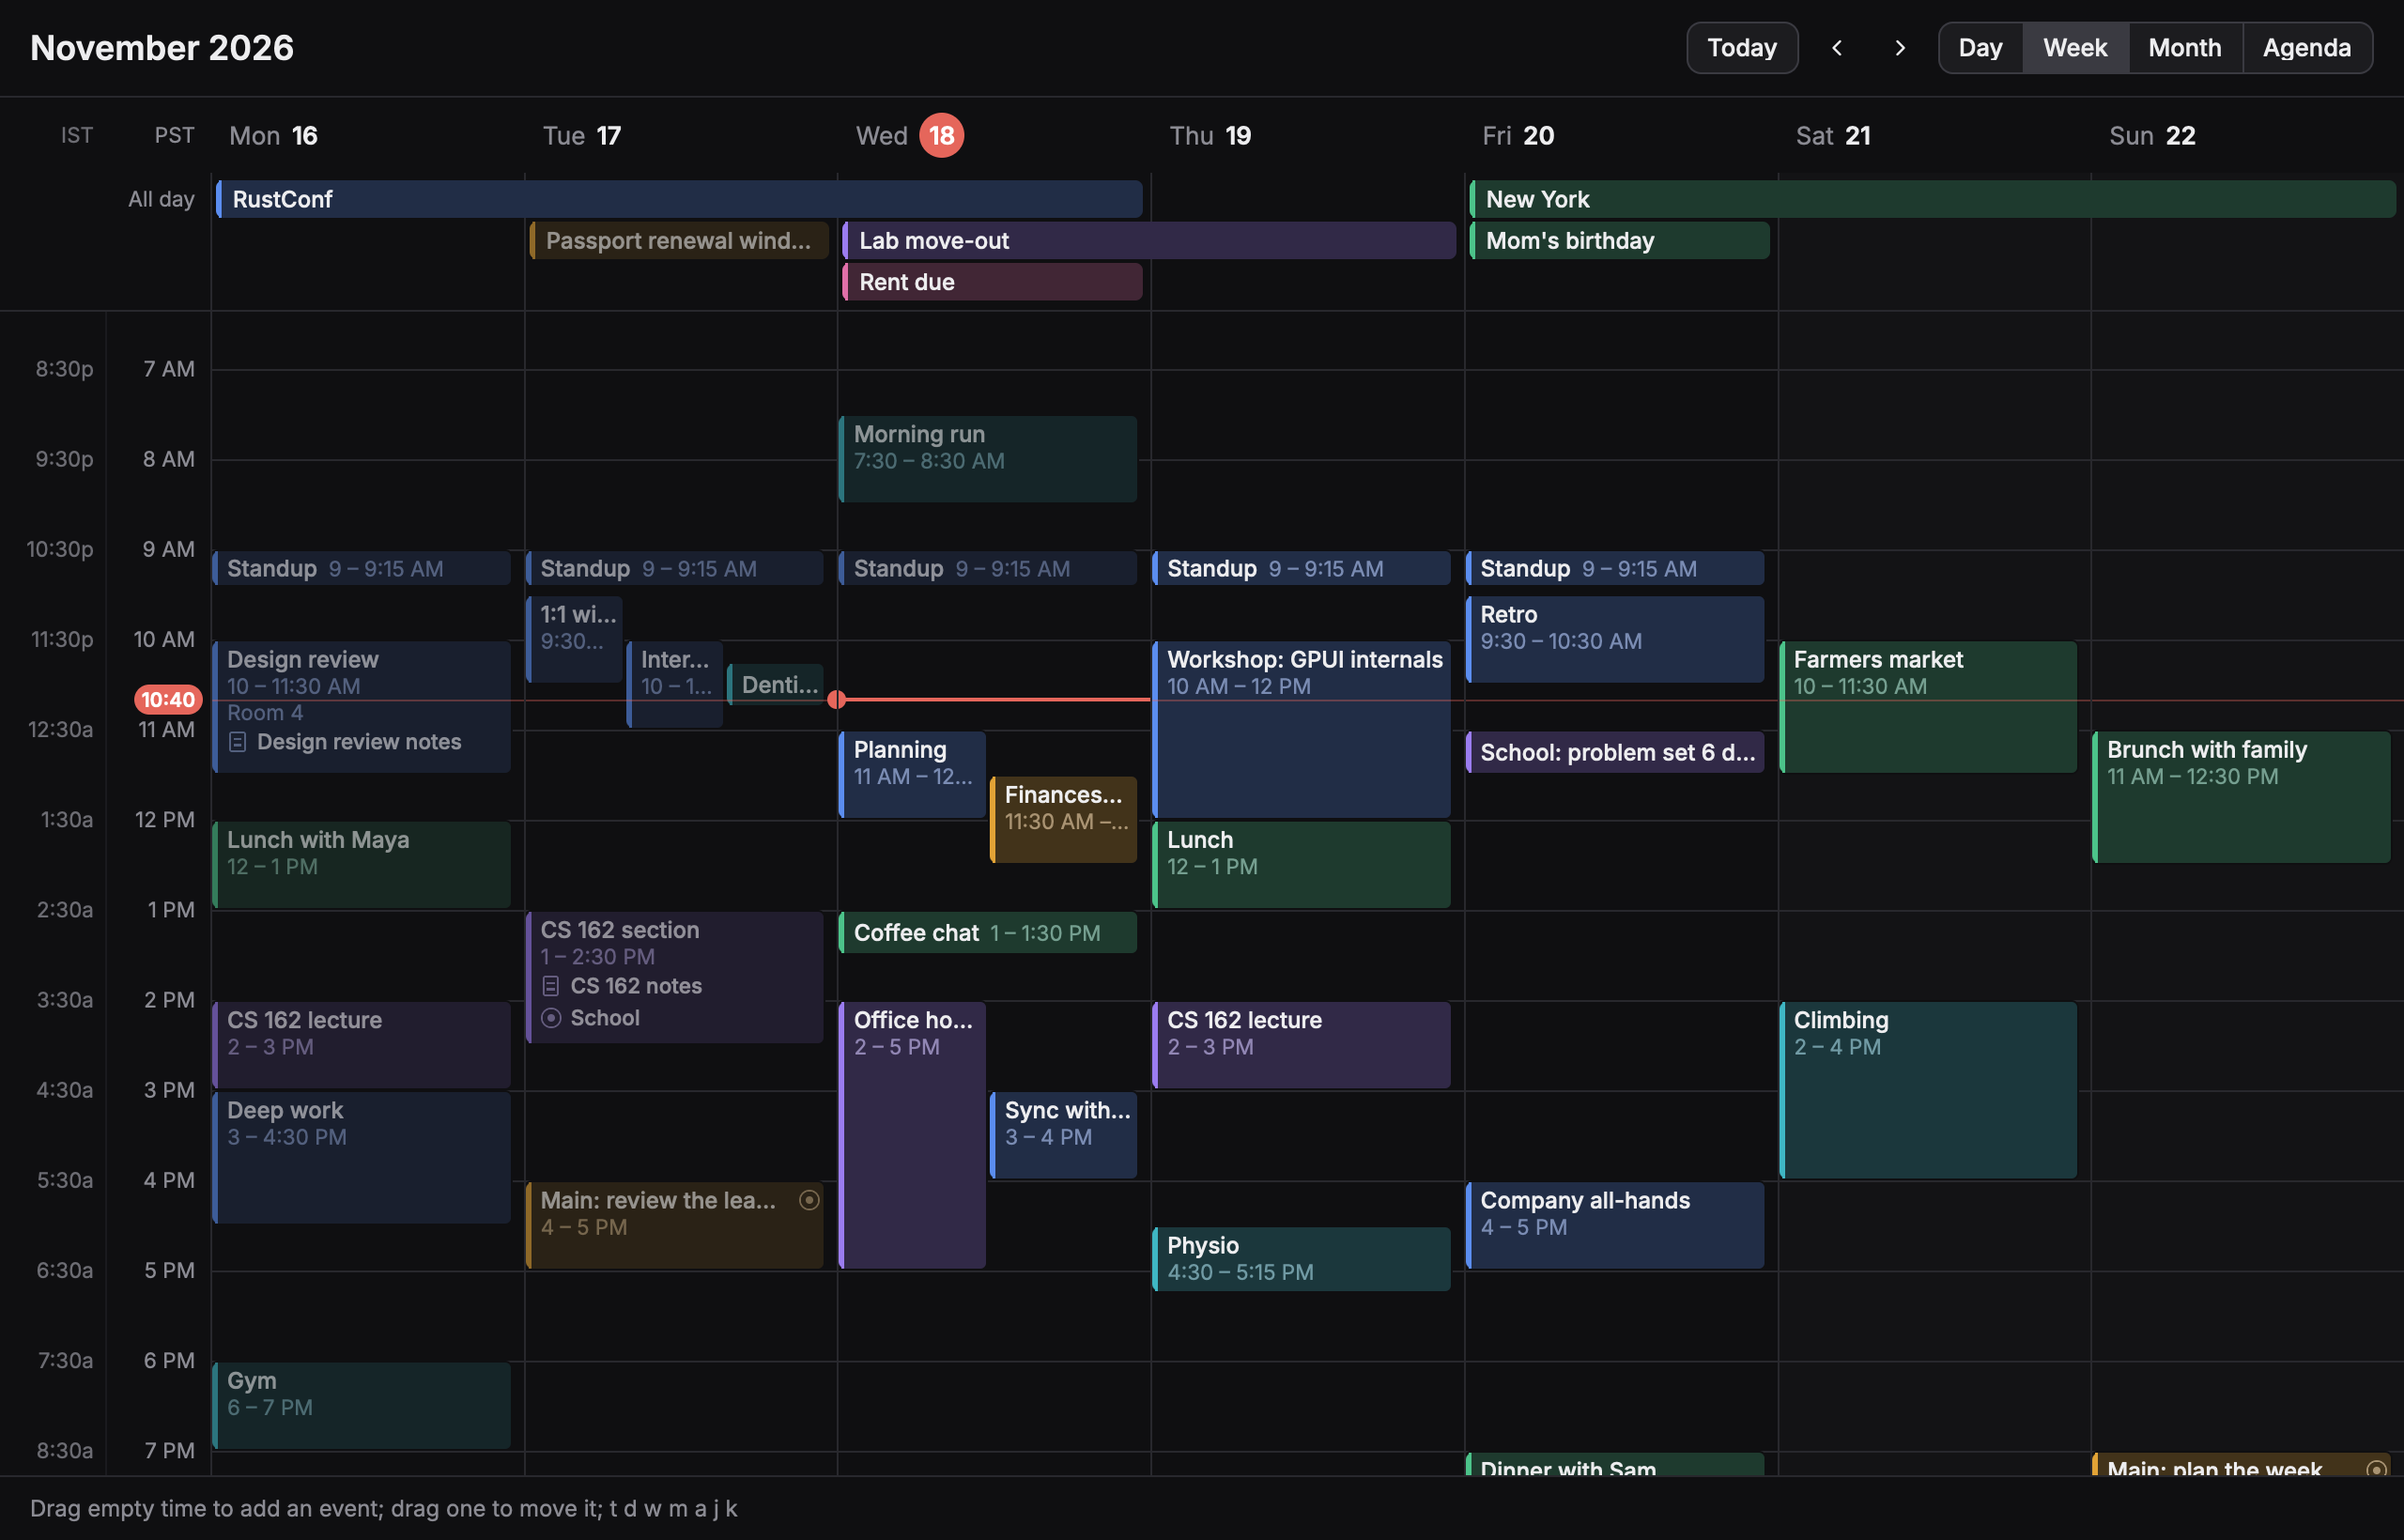 November 2026
Today
Day Week Month Agenda
IST PST Mon 16 Tue 17 Wed 18 Thu 19 Fri 20 Sat 21 Sun 22
All day
RustConf
New York
Passport renewal wind...
Lab move-out
Mom's birthday
Rent due
8:30p 7 AM
9:30p 8 AM
10:30p 9 AM
11:30p 10 AM
10:40
12:30a 11 AM
1:30a 12 PM
2:30a 1 PM
3:30a 2 PM
4:30a 3 PM
5:30a 4 PM
6:30a 5 PM
7:30a 6 PM
8:30a 7 PM
Standup 9 – 9:15 AM
Design review
10 – 11:30 AM
Room 4
Design review notes
Lunch with Maya
12 – 1 PM
CS 162 lecture
2 – 3 PM
Deep work
3 – 4:30 PM
Gym
6 – 7 PM
Standup 9 – 9:15 AM
1:1 wi...
9:30...
Inter...
10 – 1...
Denti...
CS 162 section
1 – 2:30 PM
CS 162 notes
School
Main: review the lea...
4 – 5 PM
Morning run
7:30 – 8:30 AM
Standup 9 – 9:15 AM
Planning
11 AM – 12...
Finances...
11:30 AM –...
Coffee chat 1 – 1:30 PM
Office ho...
2 – 5 PM
Sync with...
3 – 4 PM
Standup 9 – 9:15 AM
Workshop: GPUI internals
10 AM – 12 PM
Lunch
12 – 1 PM
CS 162 lecture
2 – 3 PM
Physio
4:30 – 5:15 PM
Standup 9 – 9:15 AM
Retro
9:30 – 10:30 AM
School: problem set 6 d...
Company all-hands
4 – 5 PM
Dinner with Sam
Farmers market
10 – 11:30 AM
Climbing
2 – 4 PM
Brunch with family
11 AM – 12:30 PM
Main: plan the week
Drag empty time to add an event; drag one to move it; t d w m a j k